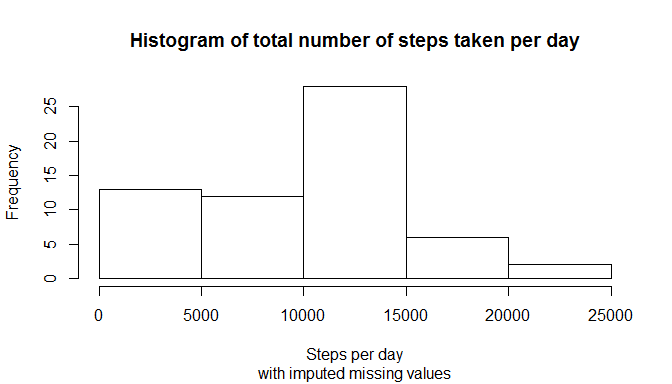 Histogram of total number of steps taken per day
Frequency
25
20
15
10
5
0
0 5000 10000 15000 20000 25000
Steps per day
with imputed missing values